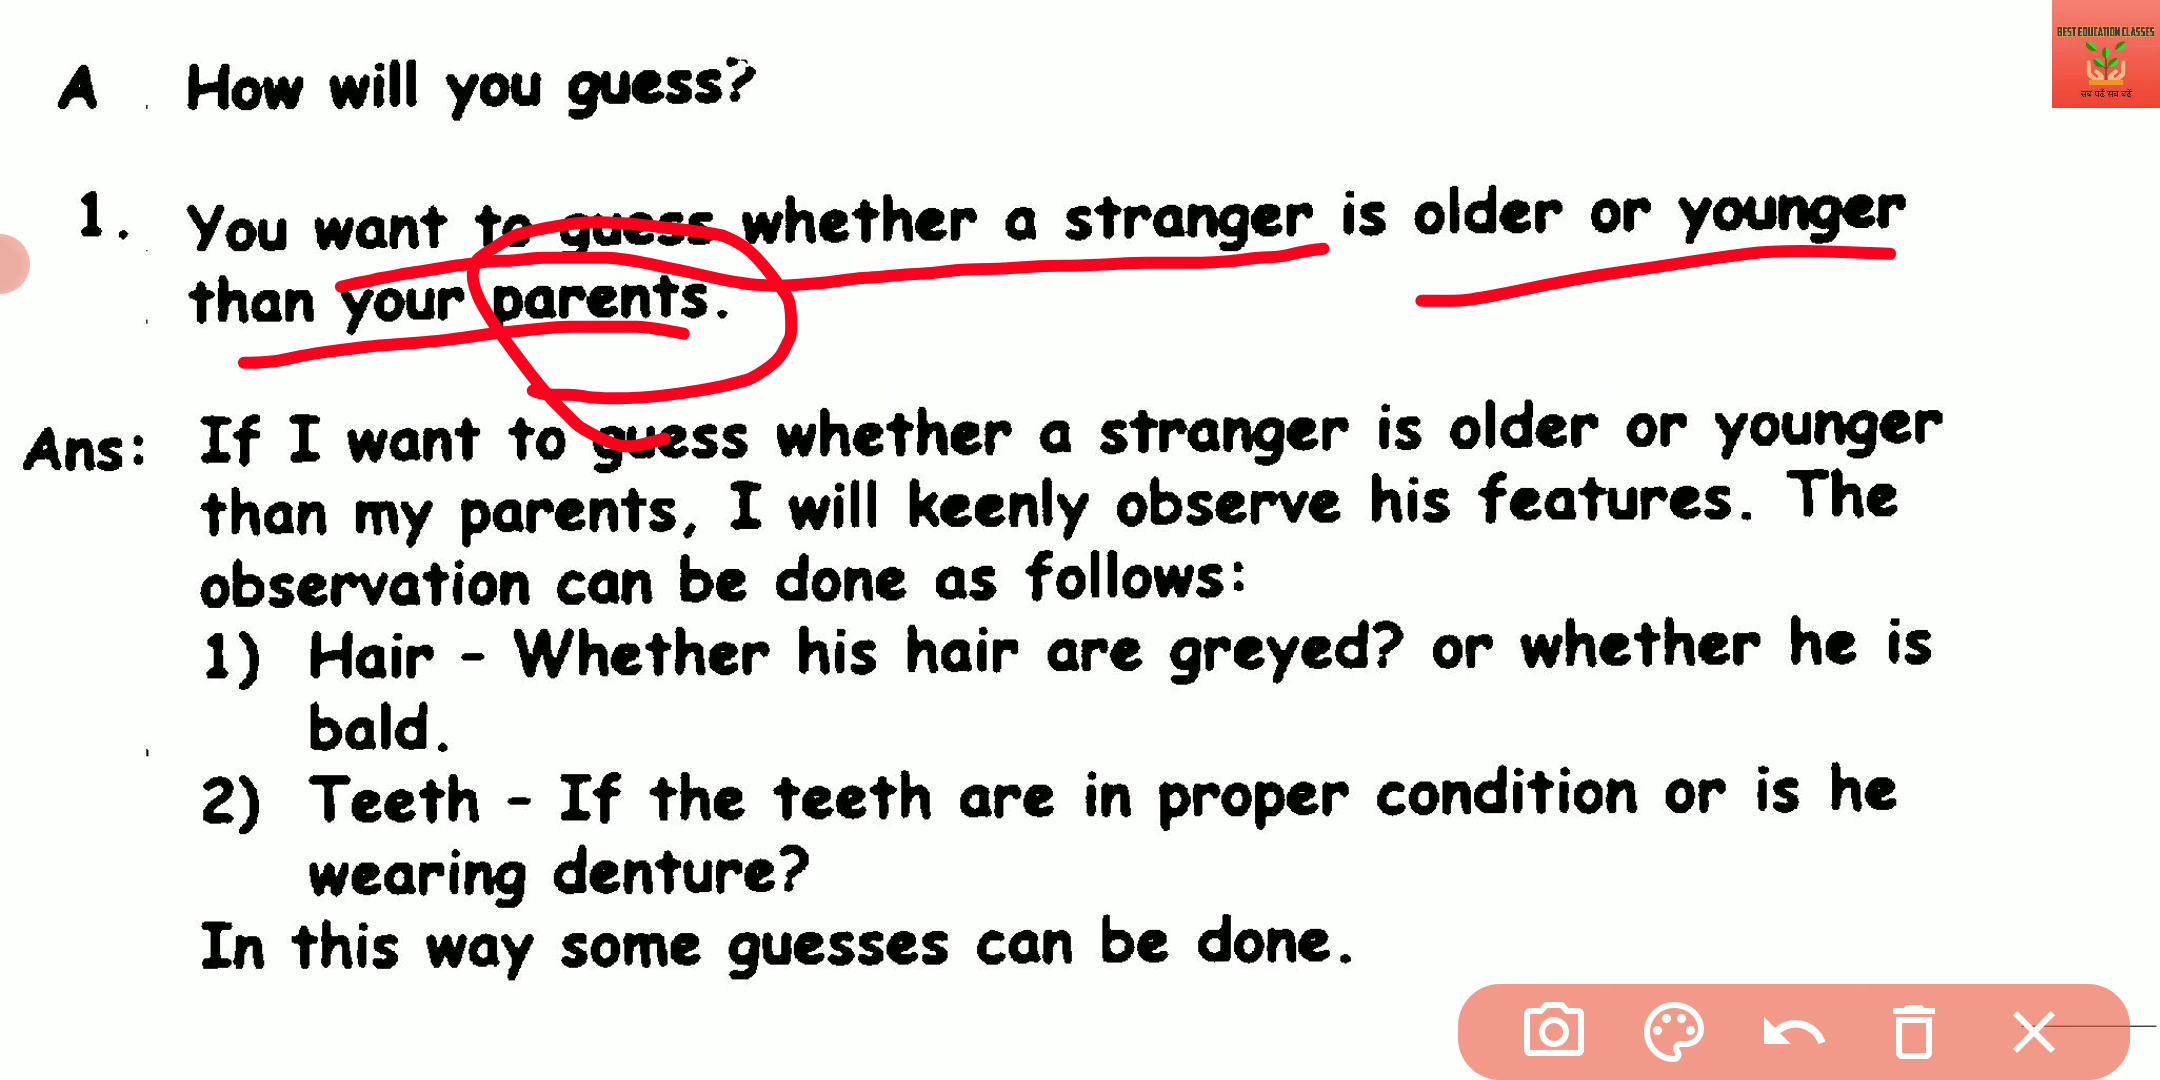 BEST EDUCATION CLASSES
सब पढें सब बढें
A How will you guess?
1. You want to guess whether a stranger is older or younger
than your parents.
Ans: If I want to guess whether a stranger is older or younger
than my parents, I will keenly observe his features. The
observation can be done as follows:
1) Hair - Whether his hair are greyed? or whether he is
bald.
2) Teeth - If the teeth are in proper condition or is he
wearing denture?
In this way some guesses can be done.